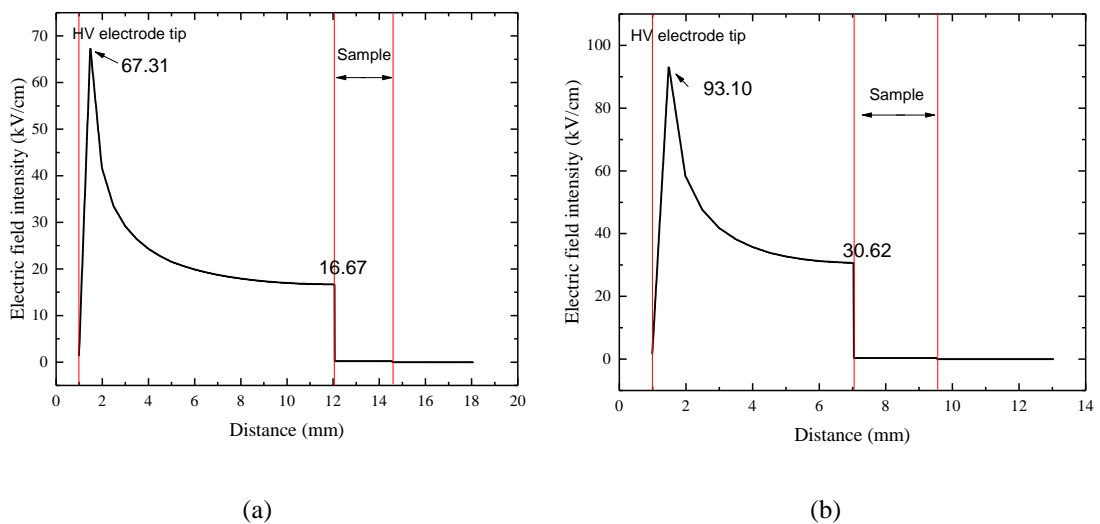 HV electrode tip
67.31
Sample
16.67
Electric field intensity (kV/cm)
70
60
50
40
30
20
10
0
0 2 4 6 8 10 12 14 16 18 20
Distance (mm)
(a)
HV electrode tip
93.10
Sample
30.62
Electric field intensity (kV/cm)
100
80
60
40
20
0
0 2 4 6 8 10 12 14
Distance (mm)
(b)